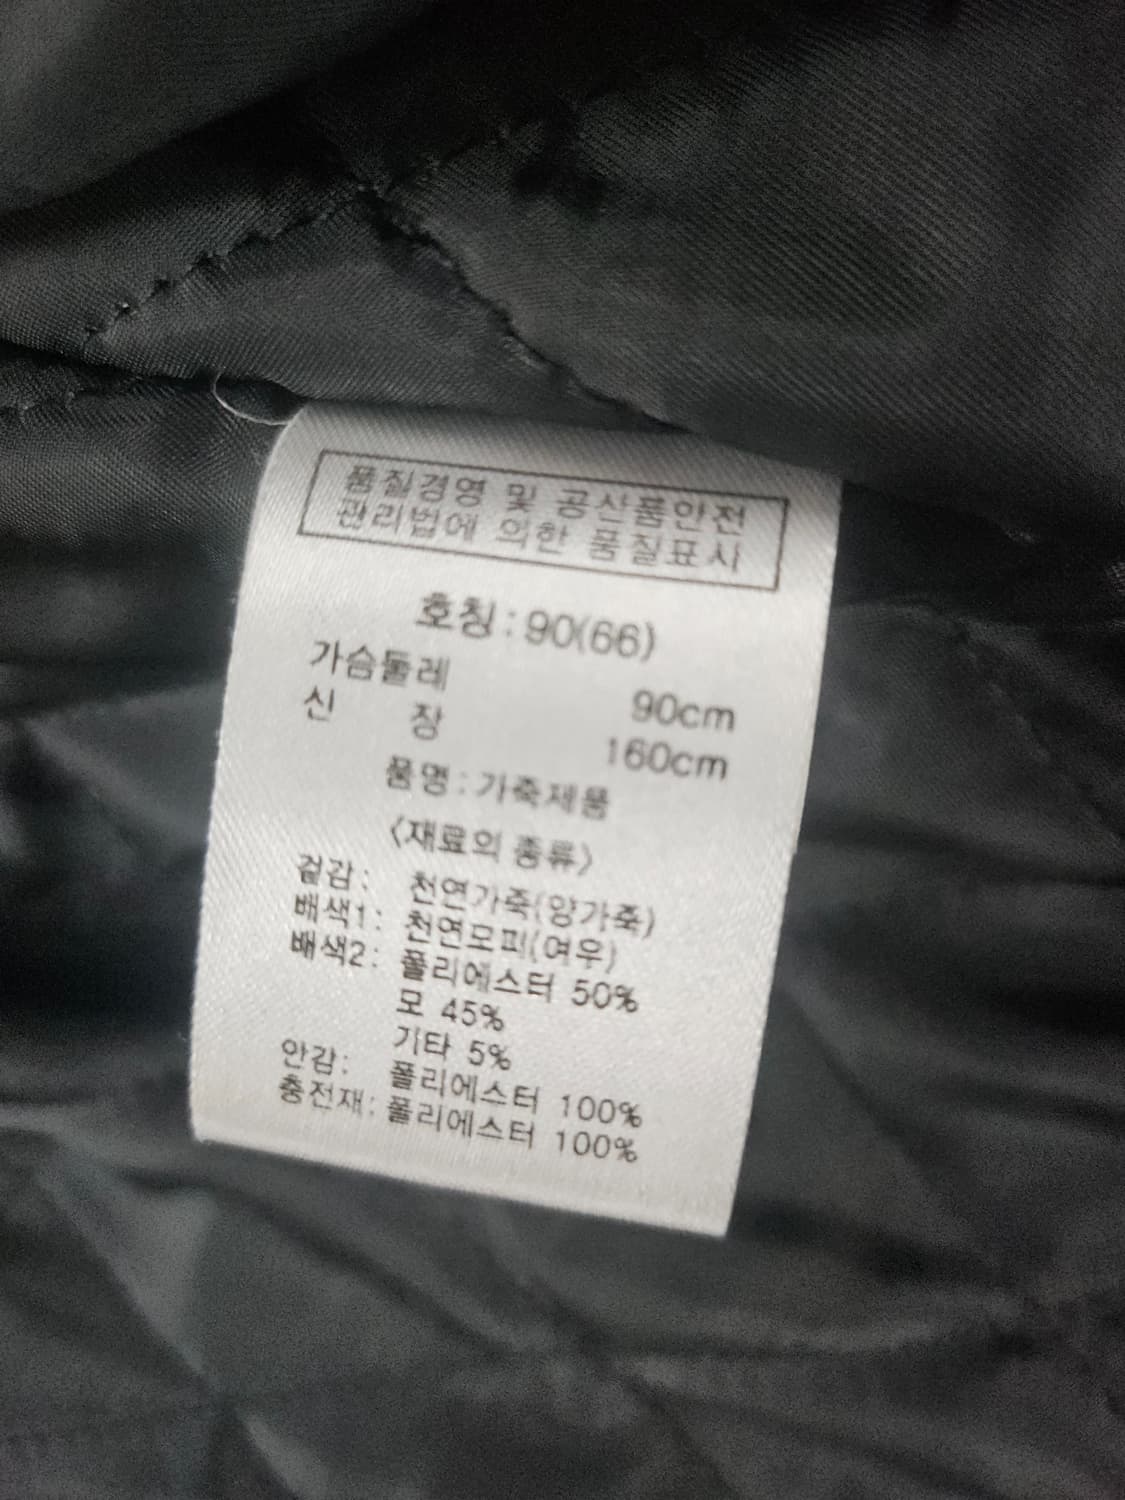 품질경영 및 공산품안전
관리법에 의한 품질표시
호칭 : 90(66)
가슴둘레 90cm
신 장 160cm
품명 : 가죽제품
<재료의 종류>
겉감 : 천연가죽(양가죽)
배색1 : 천연모피(여우)
배색2 : 폴리에스터 50%
모 45%
기타 5%
안감 : 폴리에스터 100%
충전재 : 폴리에스터 100%